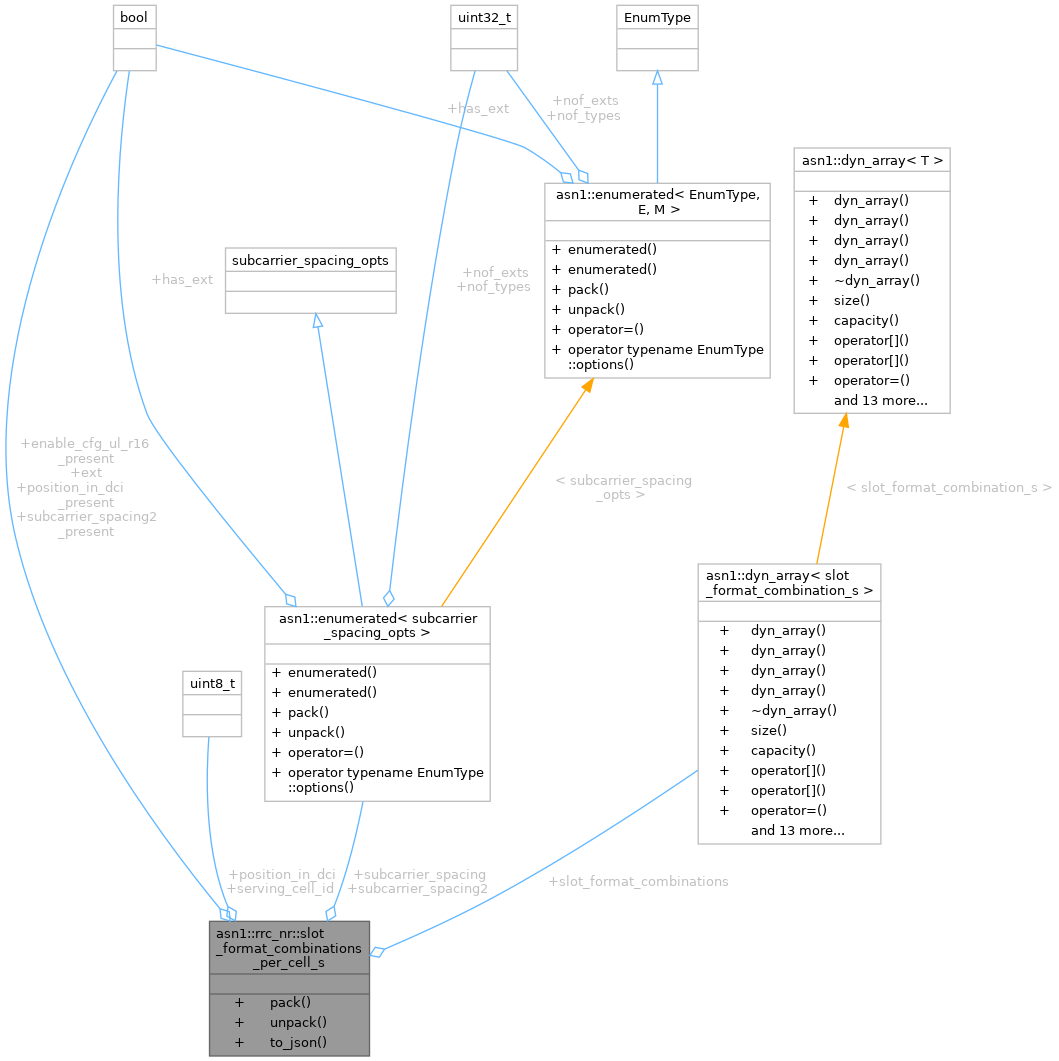 bool
uint32_t
EnumType
+has_ext
+nof_exts
+nof_types
asn1::dyn_array< T >
+ dyn_array()
+ dyn_array()
+ dyn_array()
+ dyn_array()
+ ~dyn_array()
+ size()
+ capacity()
+ operator[]()
+ operator[]()
+ operator=()
and 13 more...
asn1::enumerated< EnumType,
E, M >
+ enumerated()
+ enumerated()
+ pack()
+ unpack()
+ operator=()
+ operator typename EnumType
::options()
subcarrier_spacing_opts
+has_ext
+nof_exts
+nof_types
+enable_cfg_ul_r16
_present
+ext
+position_in_dci
_present
+subcarrier_spacing2
_present
< subcarrier_spacing
_opts >
< slot_format_combination_s >
asn1::dyn_array< slot
_format_combination_s >
+ dyn_array()
+ dyn_array()
+ dyn_array()
+ dyn_array()
+ ~dyn_array()
+ size()
+ capacity()
+ operator[]()
+ operator[]()
+ operator=()
and 13 more...
asn1::enumerated< subcarrier
_spacing_opts >
+ enumerated()
+ enumerated()
+ pack()
+ unpack()
+ operator=()
+ operator typename EnumType
::options()
uint8_t
+position_in_dci
+serving_cell_id
+subcarrier_spacing
+subcarrier_spacing2
+slot_format_combinations
asn1::rrc_nr::slot
_format_combinations
_per_cell_s
+ pack()
+ unpack()
+ to_json()